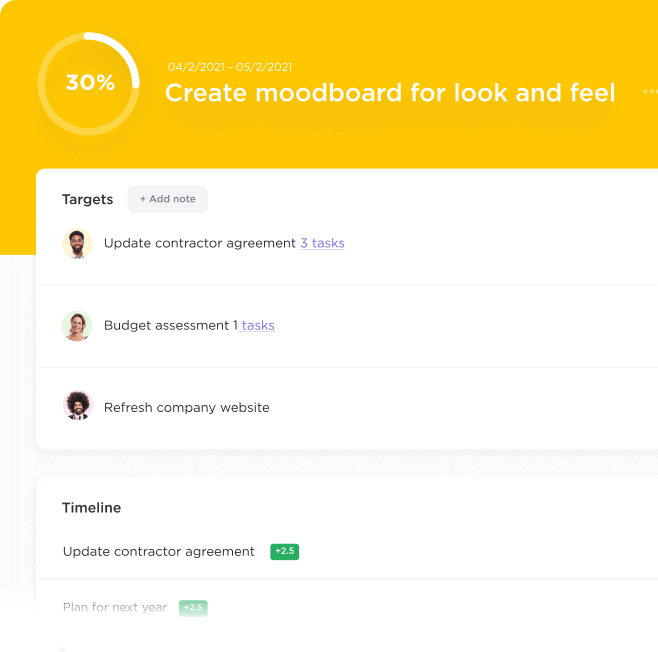 30%
04/2/2021 - 05/2/2021
Create moodboard for look and feel
Targets
+ Add note
Update contractor agreement 3 tasks
Budget assessment 1 tasks
Refresh company website
Timeline
Update contractor agreement +2.5
Plan for next year +2.5